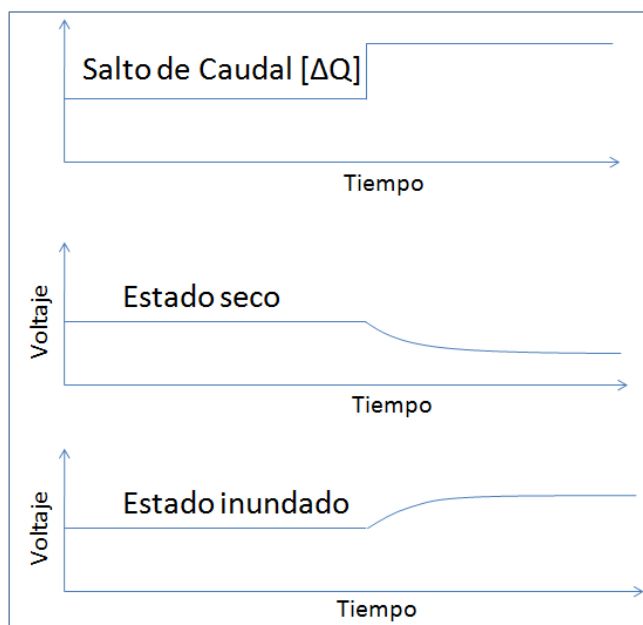 Salto de Caudal [ΔQ]
Tiempo
Voltaje
Estado seco
Tiempo
Voltaje
Estado inundado
Tiempo